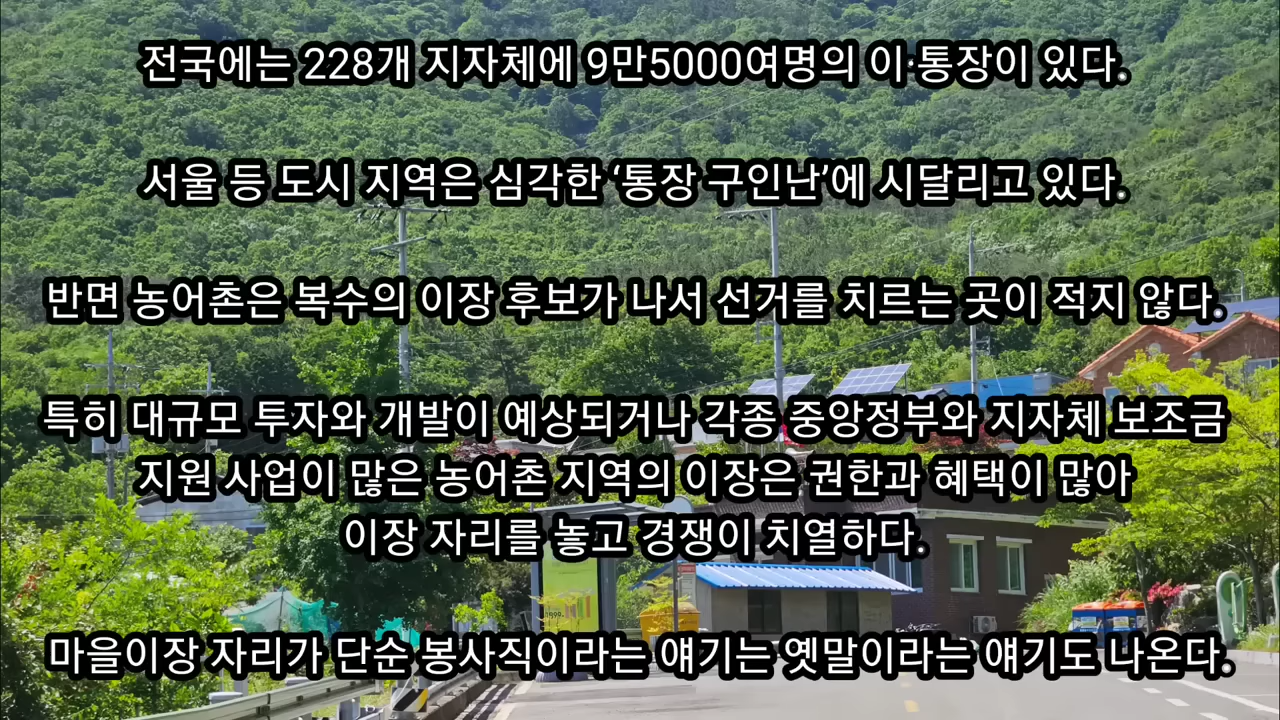 전국에는 228개 지자체에 9만5000여명의 이·통장이 있다.
서울 등 도시 지역은 심각한 ‘통장 구인난’에 시달리고 있다.
반면 농어촌은 복수의 이장 후보가 나서 선거를 치르는 곳이 적지 않다.
특히 대규모 투자와 개발이 예상되거나 각종 중앙정부와 지자체 보조금
지원 사업이 많은 농어촌 지역의 이장은 권한과 혜택이 많아
이장 자리를 놓고 경쟁이 치열하다.
마을이장 자리가 단순 봉사직이라는 얘기는 옛말이라는 얘기도 나온다.